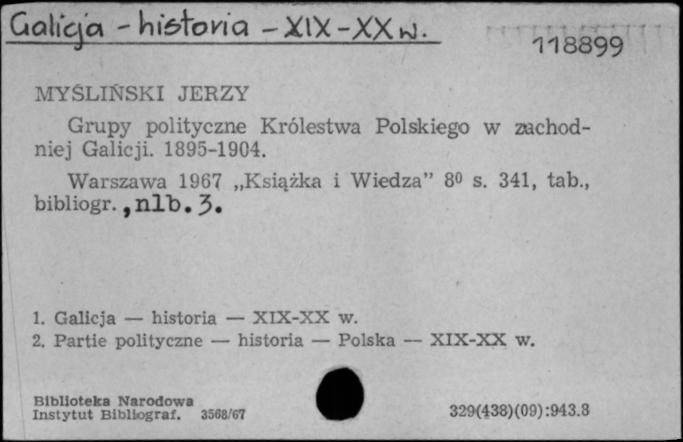 Galicja - historia - XIX-XX w.
118899
MYŚLIŃSKI JERZY
Grupy polityczne Królestwa Polskiego w zachod-
niej Galicji. 1895-1904.
Warszawa 1967 „Książka i Wiedza” 8⁰ s. 341, tab.,
bibliogr., nlb. 3.
1. Galicja — historia — XIX-XX w.
2. Partie polityczne — historia — Polska — XIX-XX w.
Biblioteka Narodowa
Instytut Bibliograf. 3568/67
329(438)(09):943.8